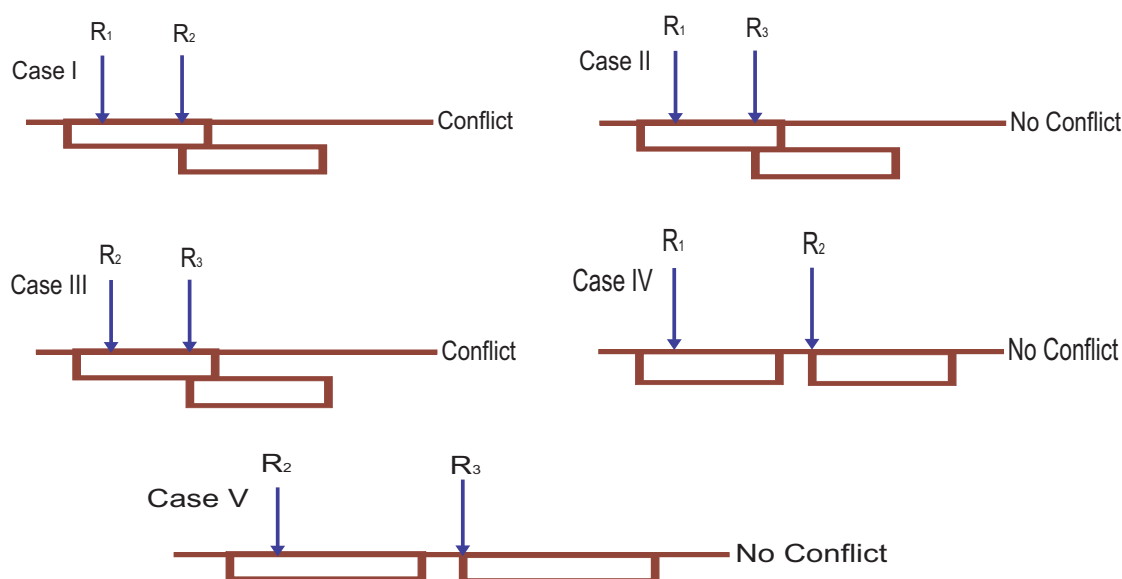 R₁ R₂
Case I
Conflict
R₁ R₃
Case II
No Conflict
R₂ R₃
Case III
Conflict
R₁ R₂
Case IV
No Conflict
R₂ R₃
Case V
No Conflict